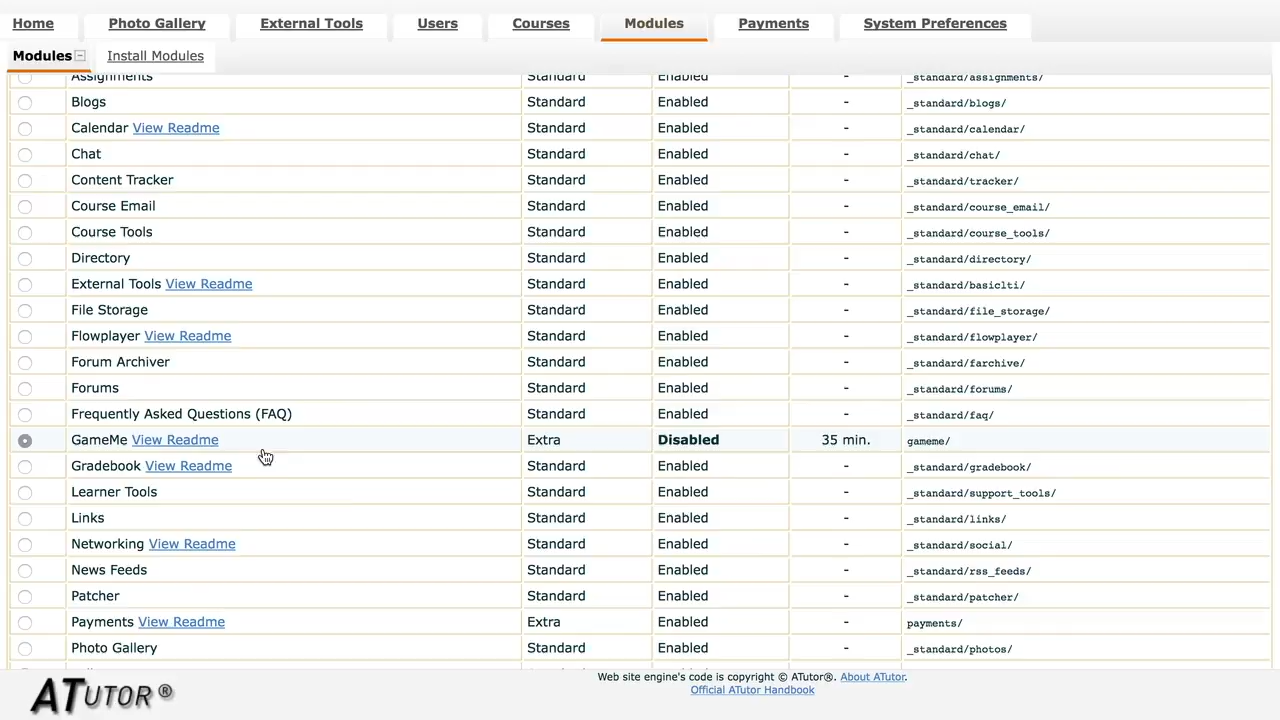 Home Photo Gallery External Tools Users Courses Modules Payments System Preferences
Modules Install Modules
Assignments Standard Enabled - _standard/assignments/
Blogs Standard Enabled - _standard/blogs/
Calendar View Readme Standard Enabled - _standard/calendar/
Chat Standard Enabled - _standard/chat/
Content Tracker Standard Enabled - _standard/tracker/
Course Email Standard Enabled - _standard/course_email/
Course Tools Standard Enabled - _standard/course_tools/
Directory Standard Enabled - _standard/directory/
External Tools View Readme Standard Enabled - _standard/basiclti/
File Storage Standard Enabled - _standard/file_storage/
Flowplayer View Readme Standard Enabled - _standard/flowplayer/
Forum Archiver Standard Enabled - _standard/farchive/
Forums Standard Enabled - _standard/forums/
Frequently Asked Questions (FAQ) Standard Enabled - _standard/faq/
GameMe View Readme Extra Disabled 35 min. gameme/
Gradebook View Readme Standard Enabled - _standard/gradebook/
Learner Tools Standard Enabled - _standard/support_tools/
Links Standard Enabled - _standard/links/
Networking View Readme Standard Enabled - _standard/social/
News Feeds Standard Enabled - _standard/rss_feeds/
Patcher Standard Enabled - _standard/patcher/
Payments View Readme Extra Enabled - payments/
Photo Gallery Standard Enabled - _standard/photos/
Web site engine's code is copyright © ATutor®. About ATutor.
Official ATutor Handbook
ATUTOR ®